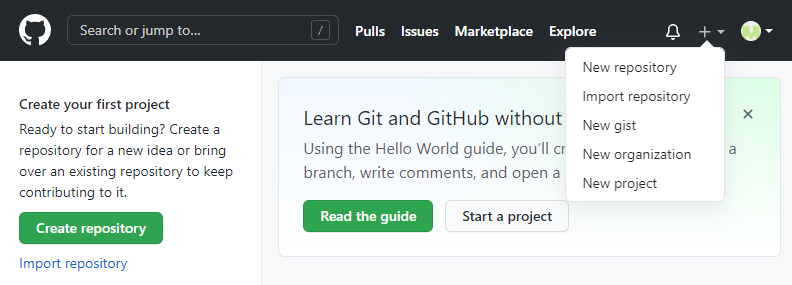 Search or jump to...
/
Pulls
Issues
Marketplace
Explore
New repository
Import repository
New gist
New organization
New project
Create your first project
Ready to start building? Create a
repository for a new idea or bring
over an existing repository to keep
contributing to it.
Create repository
Import repository
Learn Git and GitHub without
Using the Hello World guide, you'll cr a
branch, write comments, and open a
Read the guide
Start a project